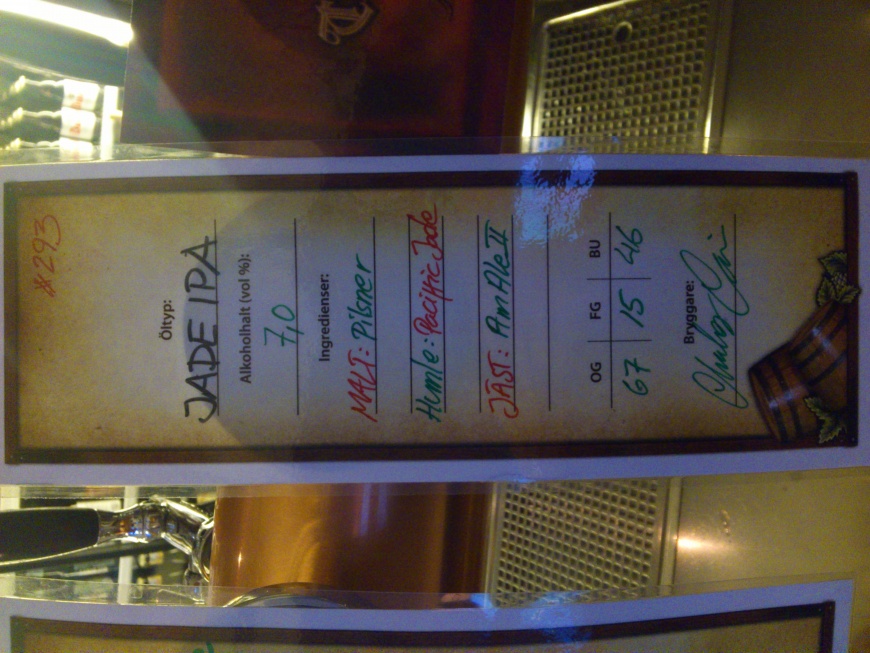 #293
Öltyp:
JADE IPA
Alkoholhalt (vol %):
7,0
Ingredienser:
MALT: Pilsner
Humle: Pacific Jade
JÄST: Am Ale II
OG FG BU
67 15 46
Bryggare: